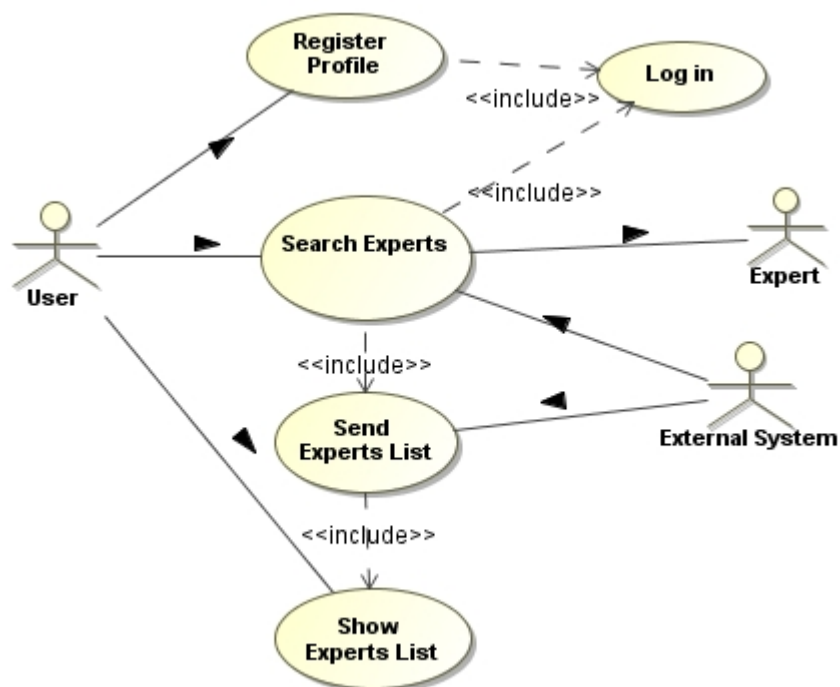 Register
Profile
Log in
<<include>>
<<include>>
Search Experts
User
Expert
<<include>>
Send
Experts List
External System
<<include>>
Show
Experts List